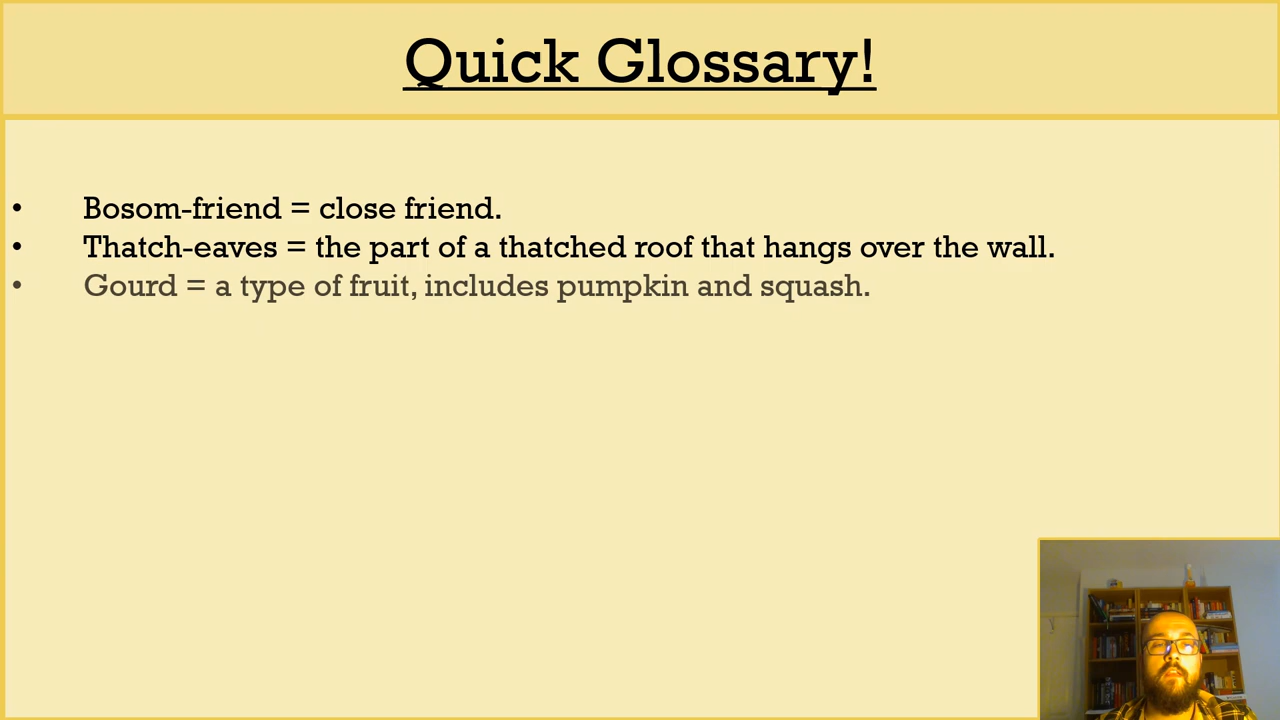 Quick Glossary!
• Bosom-friend = close friend.
• Thatch-eaves = the part of a thatched roof that hangs over the wall.
• Gourd = a type of fruit, includes pumpkin and squash.